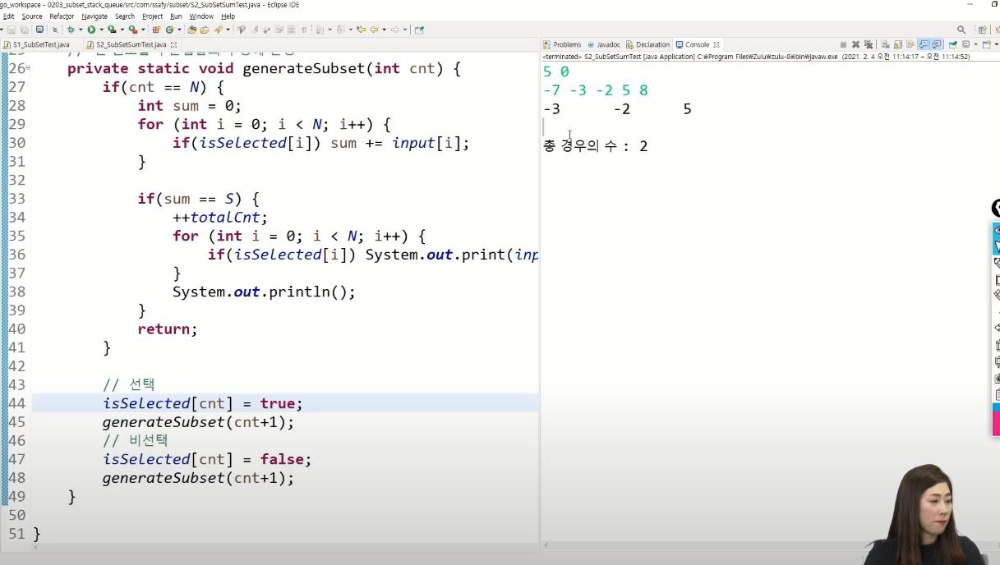 go_workspace - 0203_subset_stack_queue/src/com/ssafy/subset/S2_SubSetSumTest.java - Eclipse IDE
Edit Source Refactor Navigate Search Project Run Window Help
S1_SubSetTest.java S2_SubSetSumTest.java
26 private static void generateSubset(int cnt) {
27 if(cnt == N) {
28 int sum = 0;
29 for (int i = 0; i < N; i++) {
30 if(isSelected[i]) sum += input[i];
31 }
32
33 if(sum == S) {
34 ++totalCnt;
35 for (int i = 0; i < N; i++) {
36 if(isSelected[i]) System.out.print(inp
37 }
38 System.out.println();
39 }
40 return;
41 }
42
43 // 선택
44 isSelected[cnt] = true;
45 generateSubset(cnt+1);
46 // 비선택
47 isSelected[cnt] = false;
48 generateSubset(cnt+1);
49 }
50
51 }
Problems Javadoc Declaration Console
<terminated> S2_SubSetSumTest [Java Application] C:₩Program Files₩Zulu₩zulu-8₩bin₩javaw.exe (2021. 2. 4 오전 11:14:17 – 오전 11:14:52)
5 0
-7 -3 -2 5 8
-3 -2 5
총 경우의 수 : 2